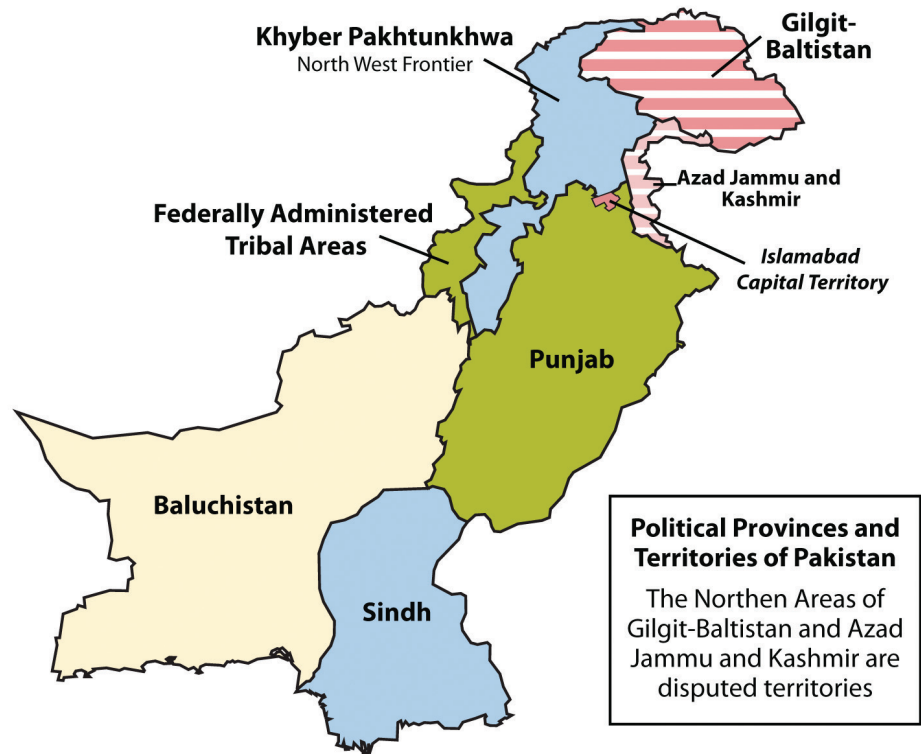 Khyber Pakhtunkhwa
North West Frontier
Gilgit-
Baltistan
Azad Jammu and
Kashmir
Federally Administered
Tribal Areas
Islamabad
Capital Territory
Punjab
Baluchistan
Sindh
Political Provinces and
Territories of Pakistan
The Northen Areas of
Gilgit-Baltistan and Azad
Jammu and Kashmir are
disputed territories